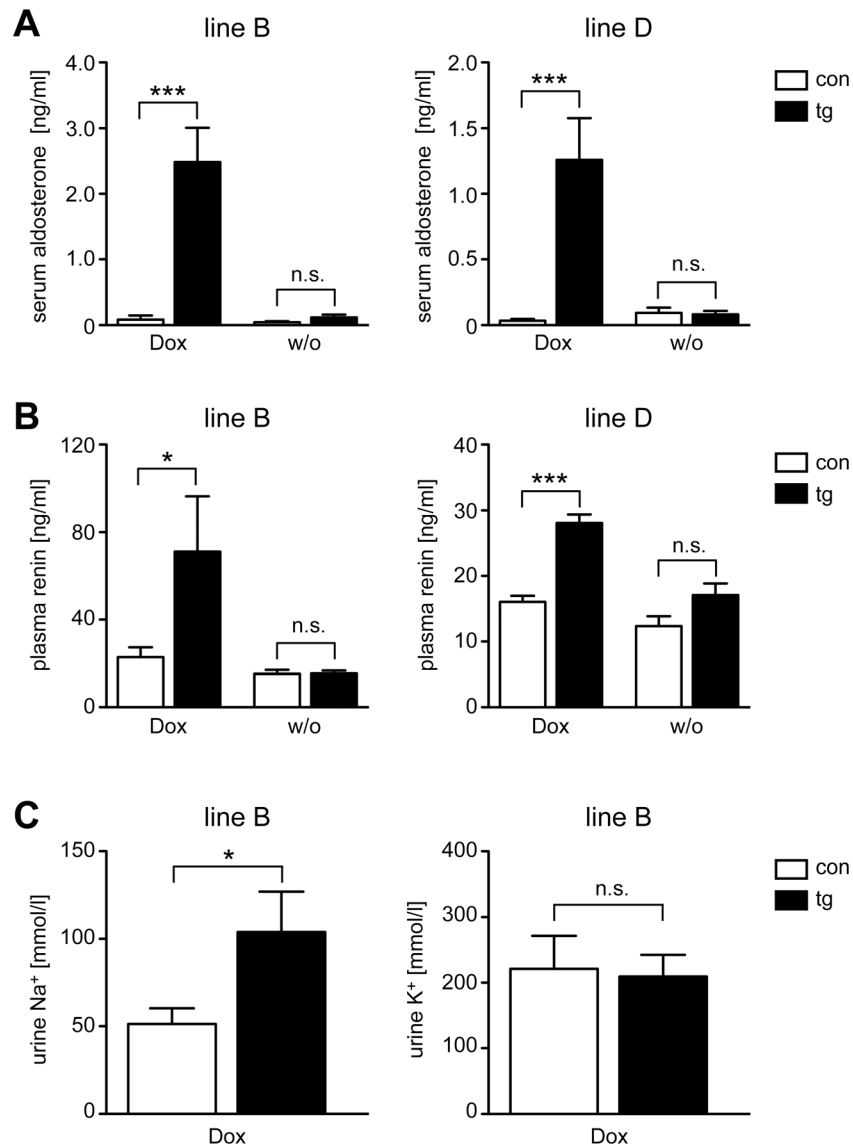 A
line B
line D
serum aldosterone [ng/ml]
4.0
3.0
2.0
1.0
0
***
n.s.
Dox
w/o
serum aldosterone [ng/ml]
2.0
1.5
1.0
0.5
0
***
n.s.
Dox
w/o
con
tg
B
line B
line D
plasma renin [ng/ml]
120
80
40
0
*
n.s.
Dox
w/o
plasma renin [ng/ml]
40
30
20
10
0
***
n.s.
Dox
w/o
con
tg
C
line B
line B
urine Na⁺ [mmol/l]
150
100
50
0
*
Dox
urine K⁺ [mmol/l]
400
300
200
100
0
n.s.
Dox
con
tg